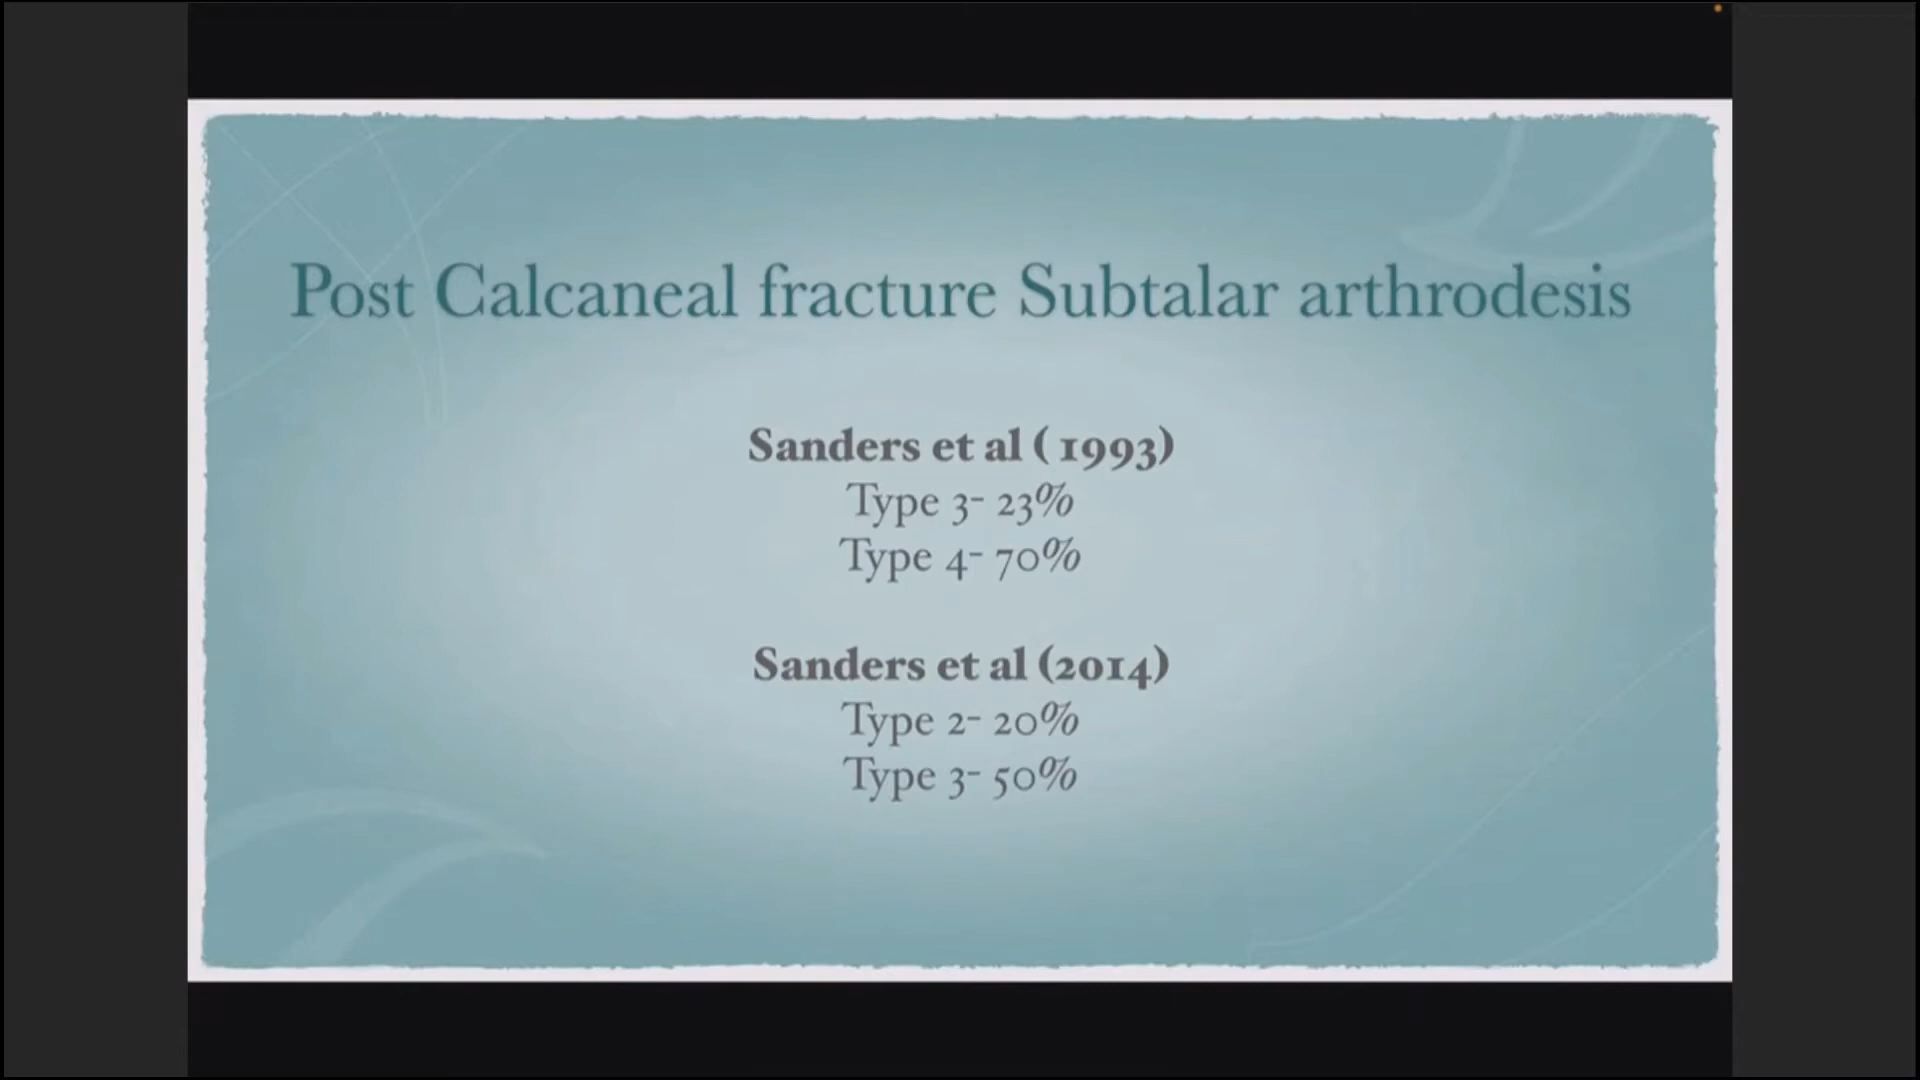 Post Calcaneal fracture Subtalar arthrodesis
Sanders et al ( 1993)
Type 3- 23%
Type 4- 70%
Sanders et al (2014)
Type 2- 20%
Type 3- 50%